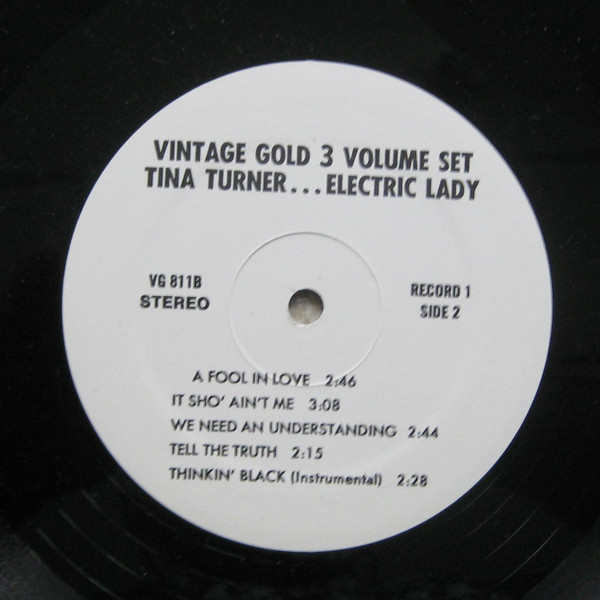 VINTAGE GOLD 3 VOLUME SET
TINA TURNER...ELECTRIC LADY
VG 811B
STEREO
RECORD 1
SIDE 2
A FOOL IN LOVE 2:46
IT SHO' AIN'T ME 3:08
WE NEED AN UNDERSTANDING 2:44
TELL THE TRUTH 2:15
THINKIN' BLACK (Instrumental) 2:28